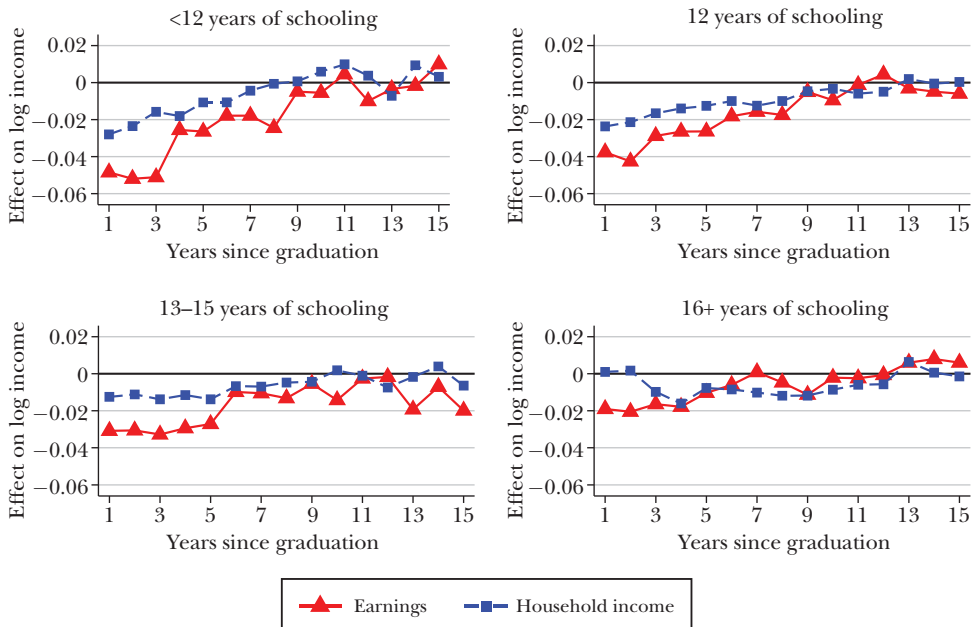 <12 years of schooling
Effect on log income
0.02
0
−0.02
−0.04
−0.06
1 3 5 7 9 11 13 15
Years since graduation
12 years of schooling
Effect on log income
0.02
0
−0.02
−0.04
−0.06
1 3 5 7 9 11 13 15
Years since graduation
13–15 years of schooling
Effect on log income
0.02
0
−0.02
−0.04
−0.06
1 3 5 7 9 11 13 15
Years since graduation
16+ years of schooling
Effect on log income
0.02
0
−0.02
−0.04
−0.06
1 3 5 7 9 11 13 15
Years since graduation
Earnings Household income